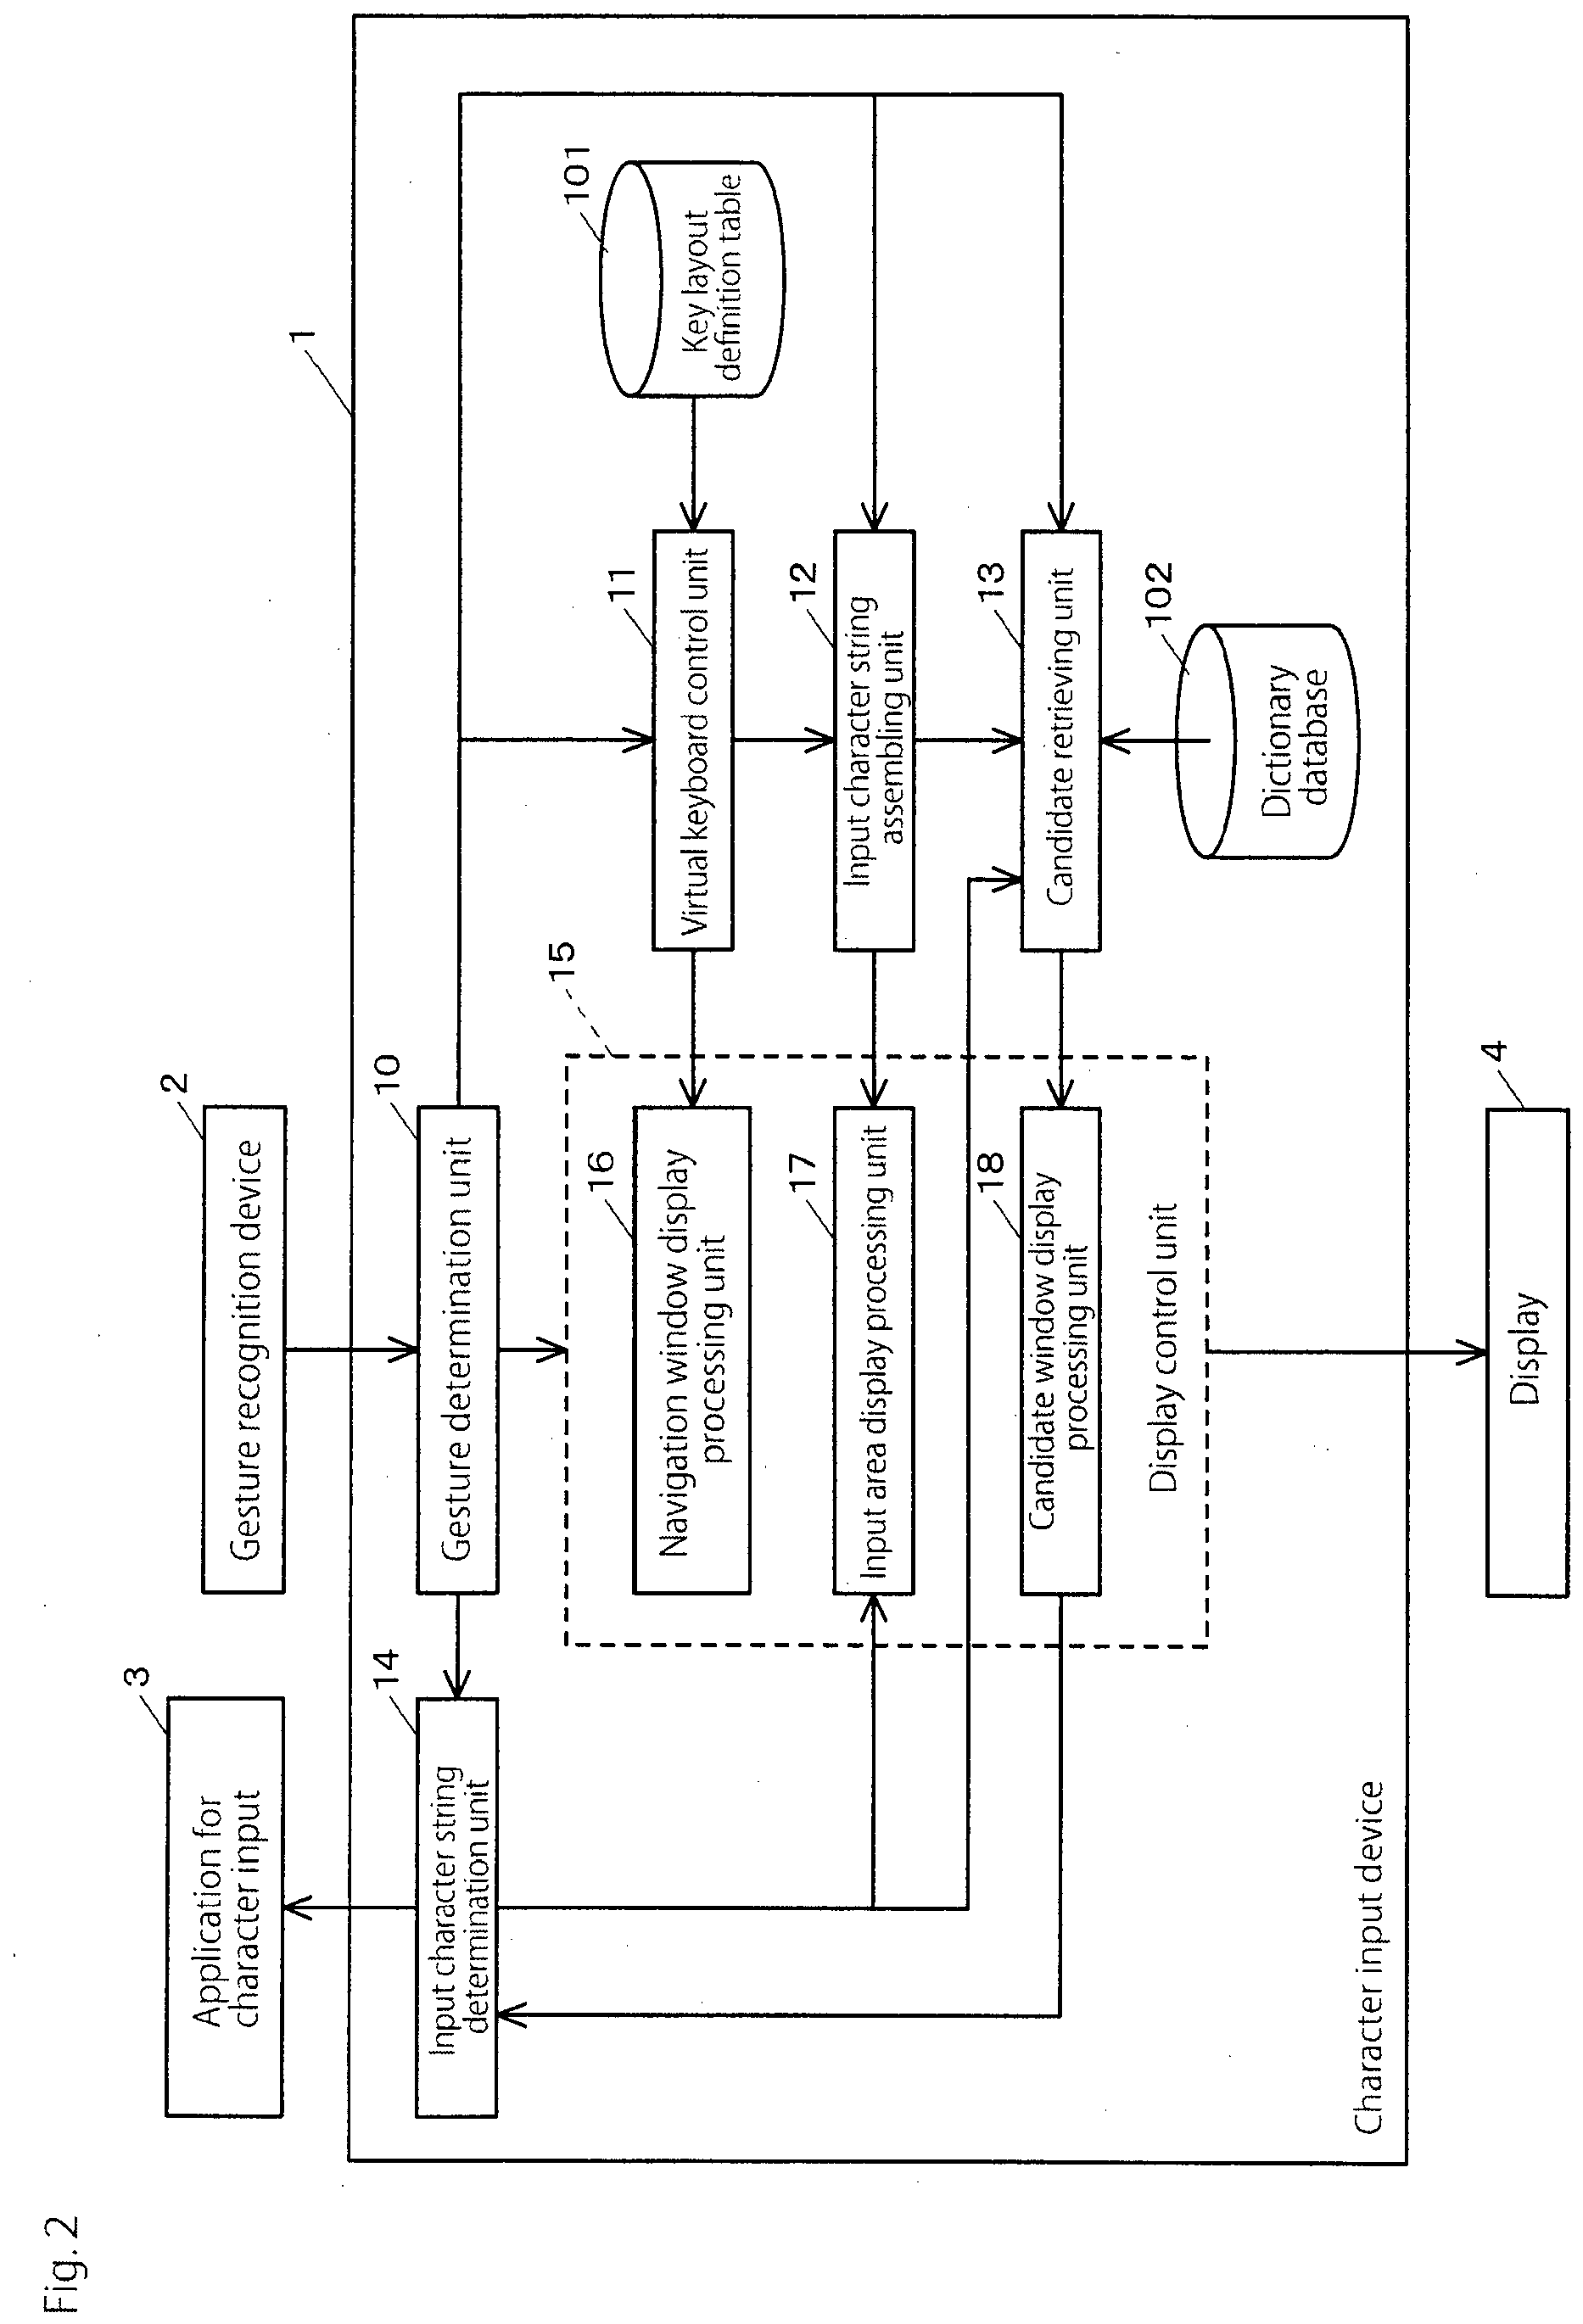 Fig. 2
3
Application for
character input
2
Gesture recognition device
1
14
Input character string
determination unit
10
Gesture determination unit
15
16
Navigation window display
processing unit
11
Virtual keyboard control unit
101
Key layout
definition table
17
Input area display processing unit
12
Input character string
assembling unit
18
Candidate window display
processing unit
13
Candidate retrieving unit
Display control unit
102
Dictionary
database
Character input device
4
Display